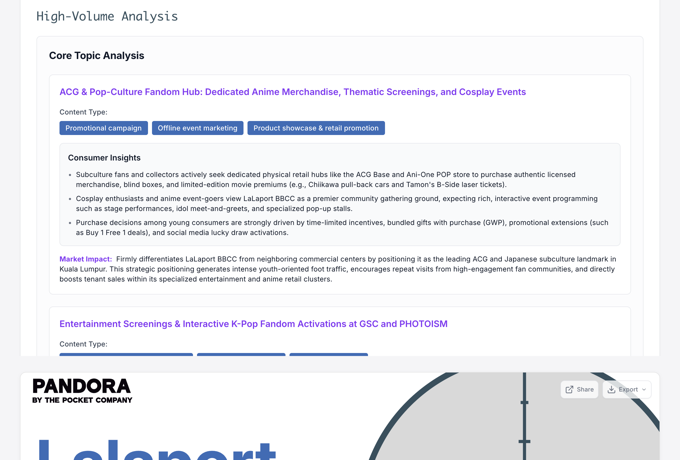 High-Volume Analysis
Core Topic Analysis
ACG & Pop-Culture Fandom Hub: Dedicated Anime Merchandise, Thematic Screenings, and Cosplay Events
Content Type:
Promotional campaign
Offline event marketing
Product showcase & retail promotion
Consumer Insights
• Subculture fans and collectors actively seek dedicated physical retail hubs like the ACG Base and Ani-One POP store to purchase authentic licensed
merchandise, blind boxes, and limited-edition movie premiums (e.g., Chiikawa pull-back cars and Tamon's B-Side laser tickets).
• Cosplay enthusiasts and anime event-goers view LaLaport BBCC as a premier community gathering ground, expecting rich, interactive event programming
such as stage performances, idol meet-and-greets, and specialized pop-up stalls.
• Purchase decisions among young consumers are strongly driven by time-limited incentives, bundled gifts with purchase (GWP), promotional extensions (such
as Buy 1 Free 1 deals), and social media lucky draw activations.
Market Impact: Firmly differentiates LaLaport BBCC from neighboring commercial centers by positioning it as the leading ACG and Japanese subculture landmark in
Kuala Lumpur. This strategic positioning generates intense youth-oriented foot traffic, encourages repeat visits from high-engagement fan communities, and directly
boosts tenant sales within its specialized entertainment and anime retail clusters.
Entertainment Screenings & Interactive K-Pop Fandom Activations at GSC and PHOTOISM
Content Type:
PANDORA
BY THE POCKET COMPANY
Share
Export
Lalaport